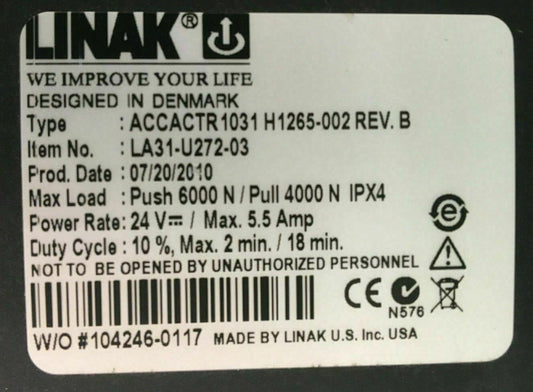 LINAK®
WE IMPROVE YOUR LIFE
DESIGNED IN DENMARK
Type : ACCACTR1031 H1265-002 REV. B
Item No. : LA31-U272-03
Prod. Date : 07/20/2010
Max Load : Push 6000 N / Pull 4000 N IPX4
Power Rate: 24 V⎓ / Max. 5.5 Amp
Duty Cycle : 10 %, Max. 2 min. / 18 min.
NOT TO BE OPENED BY UNAUTHORIZED PERSONNEL
CE
N576
W/O #104246-0117 MADE BY LINAK U.S. Inc. USA